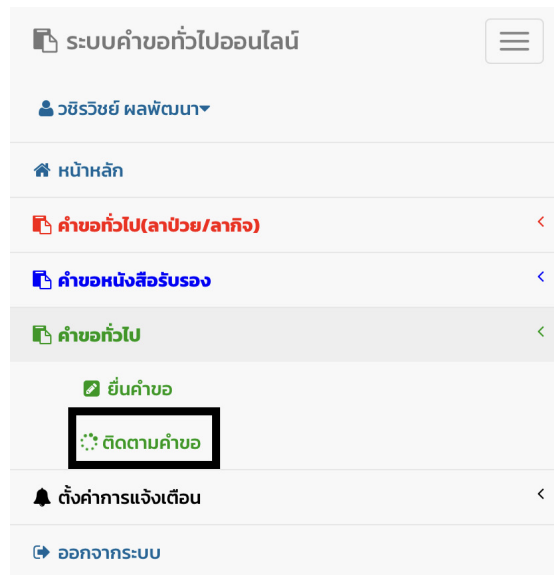 ระบบคำขอทั่วไปออนไลน์
วชิรวิชย์ ผลพัฒนา
หน้าหลัก
คำขอทั่วไป(ลาป่วย/ลากิจ)
คำขอหนังสือรับรอง
คำขอทั่วไป
ยื่นคำขอ
ติดตามคำขอ
ตั้งค่าการแจ้งเตือน
ออกจากระบบ